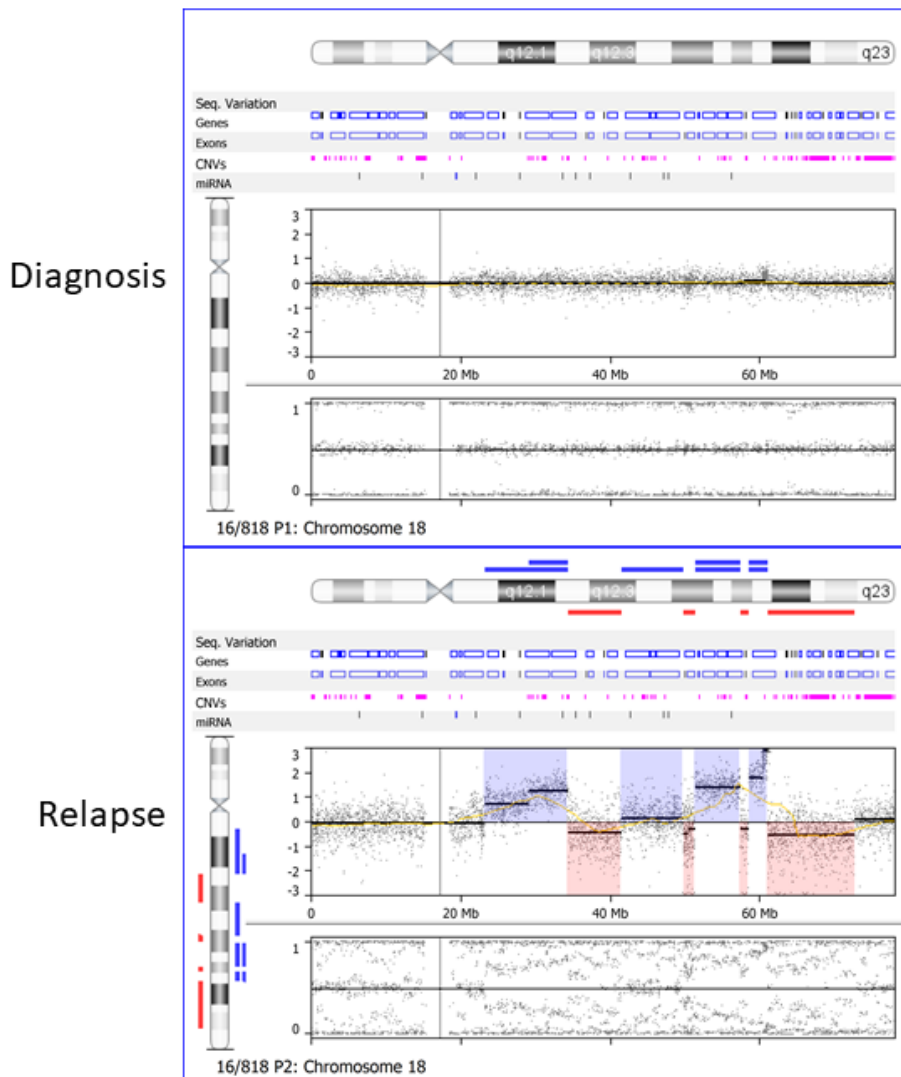 q12.1 q12.3 q23
Seq. Variation
Genes
Exons
CNVs
miRNA
Diagnosis
3
2
1
0
-1
-2
-3
0 20 Mb 40 Mb 60 Mb
1
0
16/818 P1: Chromosome 18
q12.1 q12.3 q23
Seq. Variation
Genes
Exons
CNVs
miRNA
Relapse
3
2
1
0
-1
-2
-3
0 20 Mb 40 Mb 60 Mb
1
0
16/818 P2: Chromosome 18